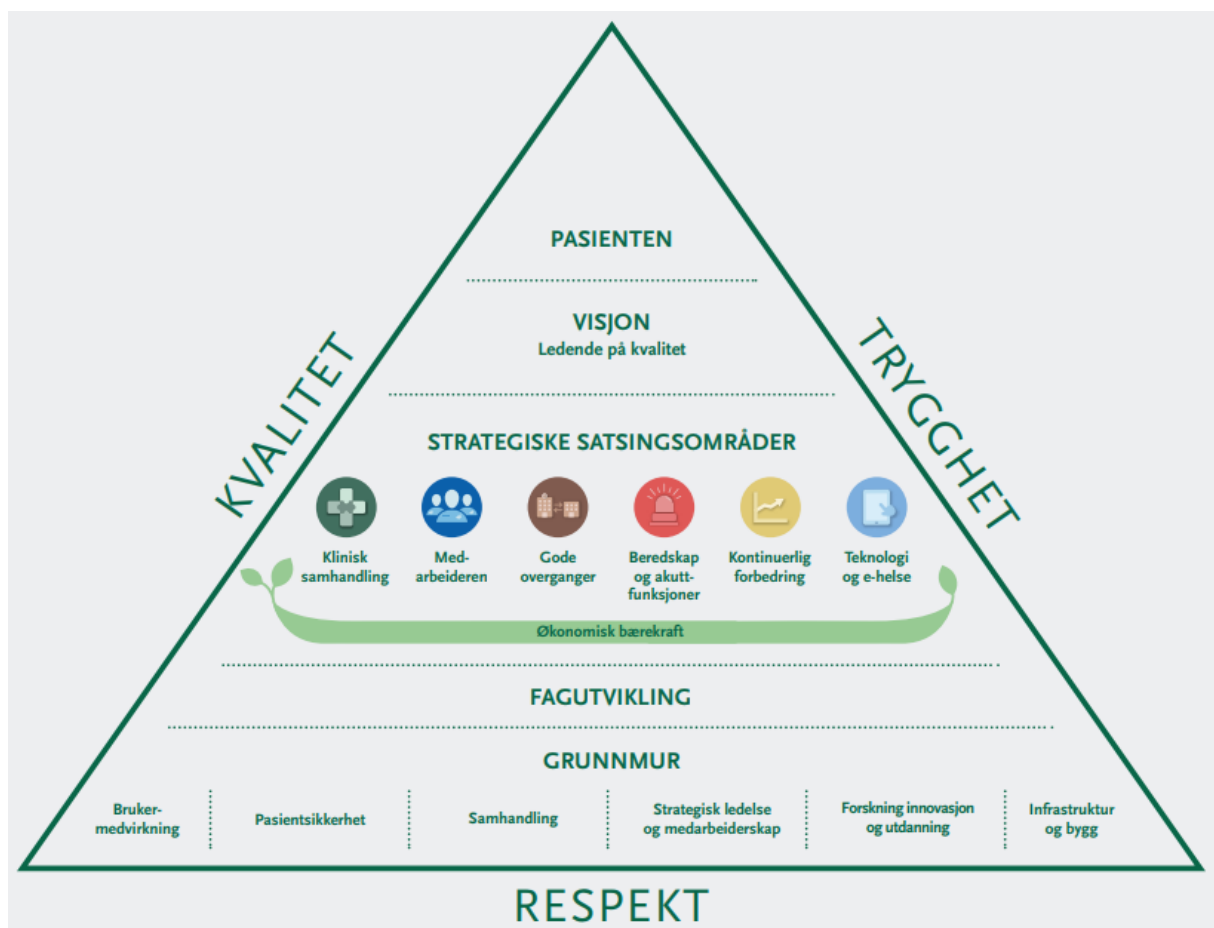 PASIENTEN
VISJON
Ledende på kvalitet
KVALITET
TRYGGHET
STRATEGISKE SATSINGSOMRÅDER
Klinisk
samhandling
Med-
arbeideren
Gode
overganger
Beredskap
og akutt-
funksjoner
Kontinuerlig
forbedring
Teknologi
og e-helse
Økonomisk bærekraft
FAGUTVIKLING
GRUNNMUR
Bruker-
medvirkning
Pasientsikkerhet
Samhandling
Strategisk ledelse
og medarbeiderskap
Forskning innovasjon
og utdanning
Infrastruktur
og bygg
RESPEKT